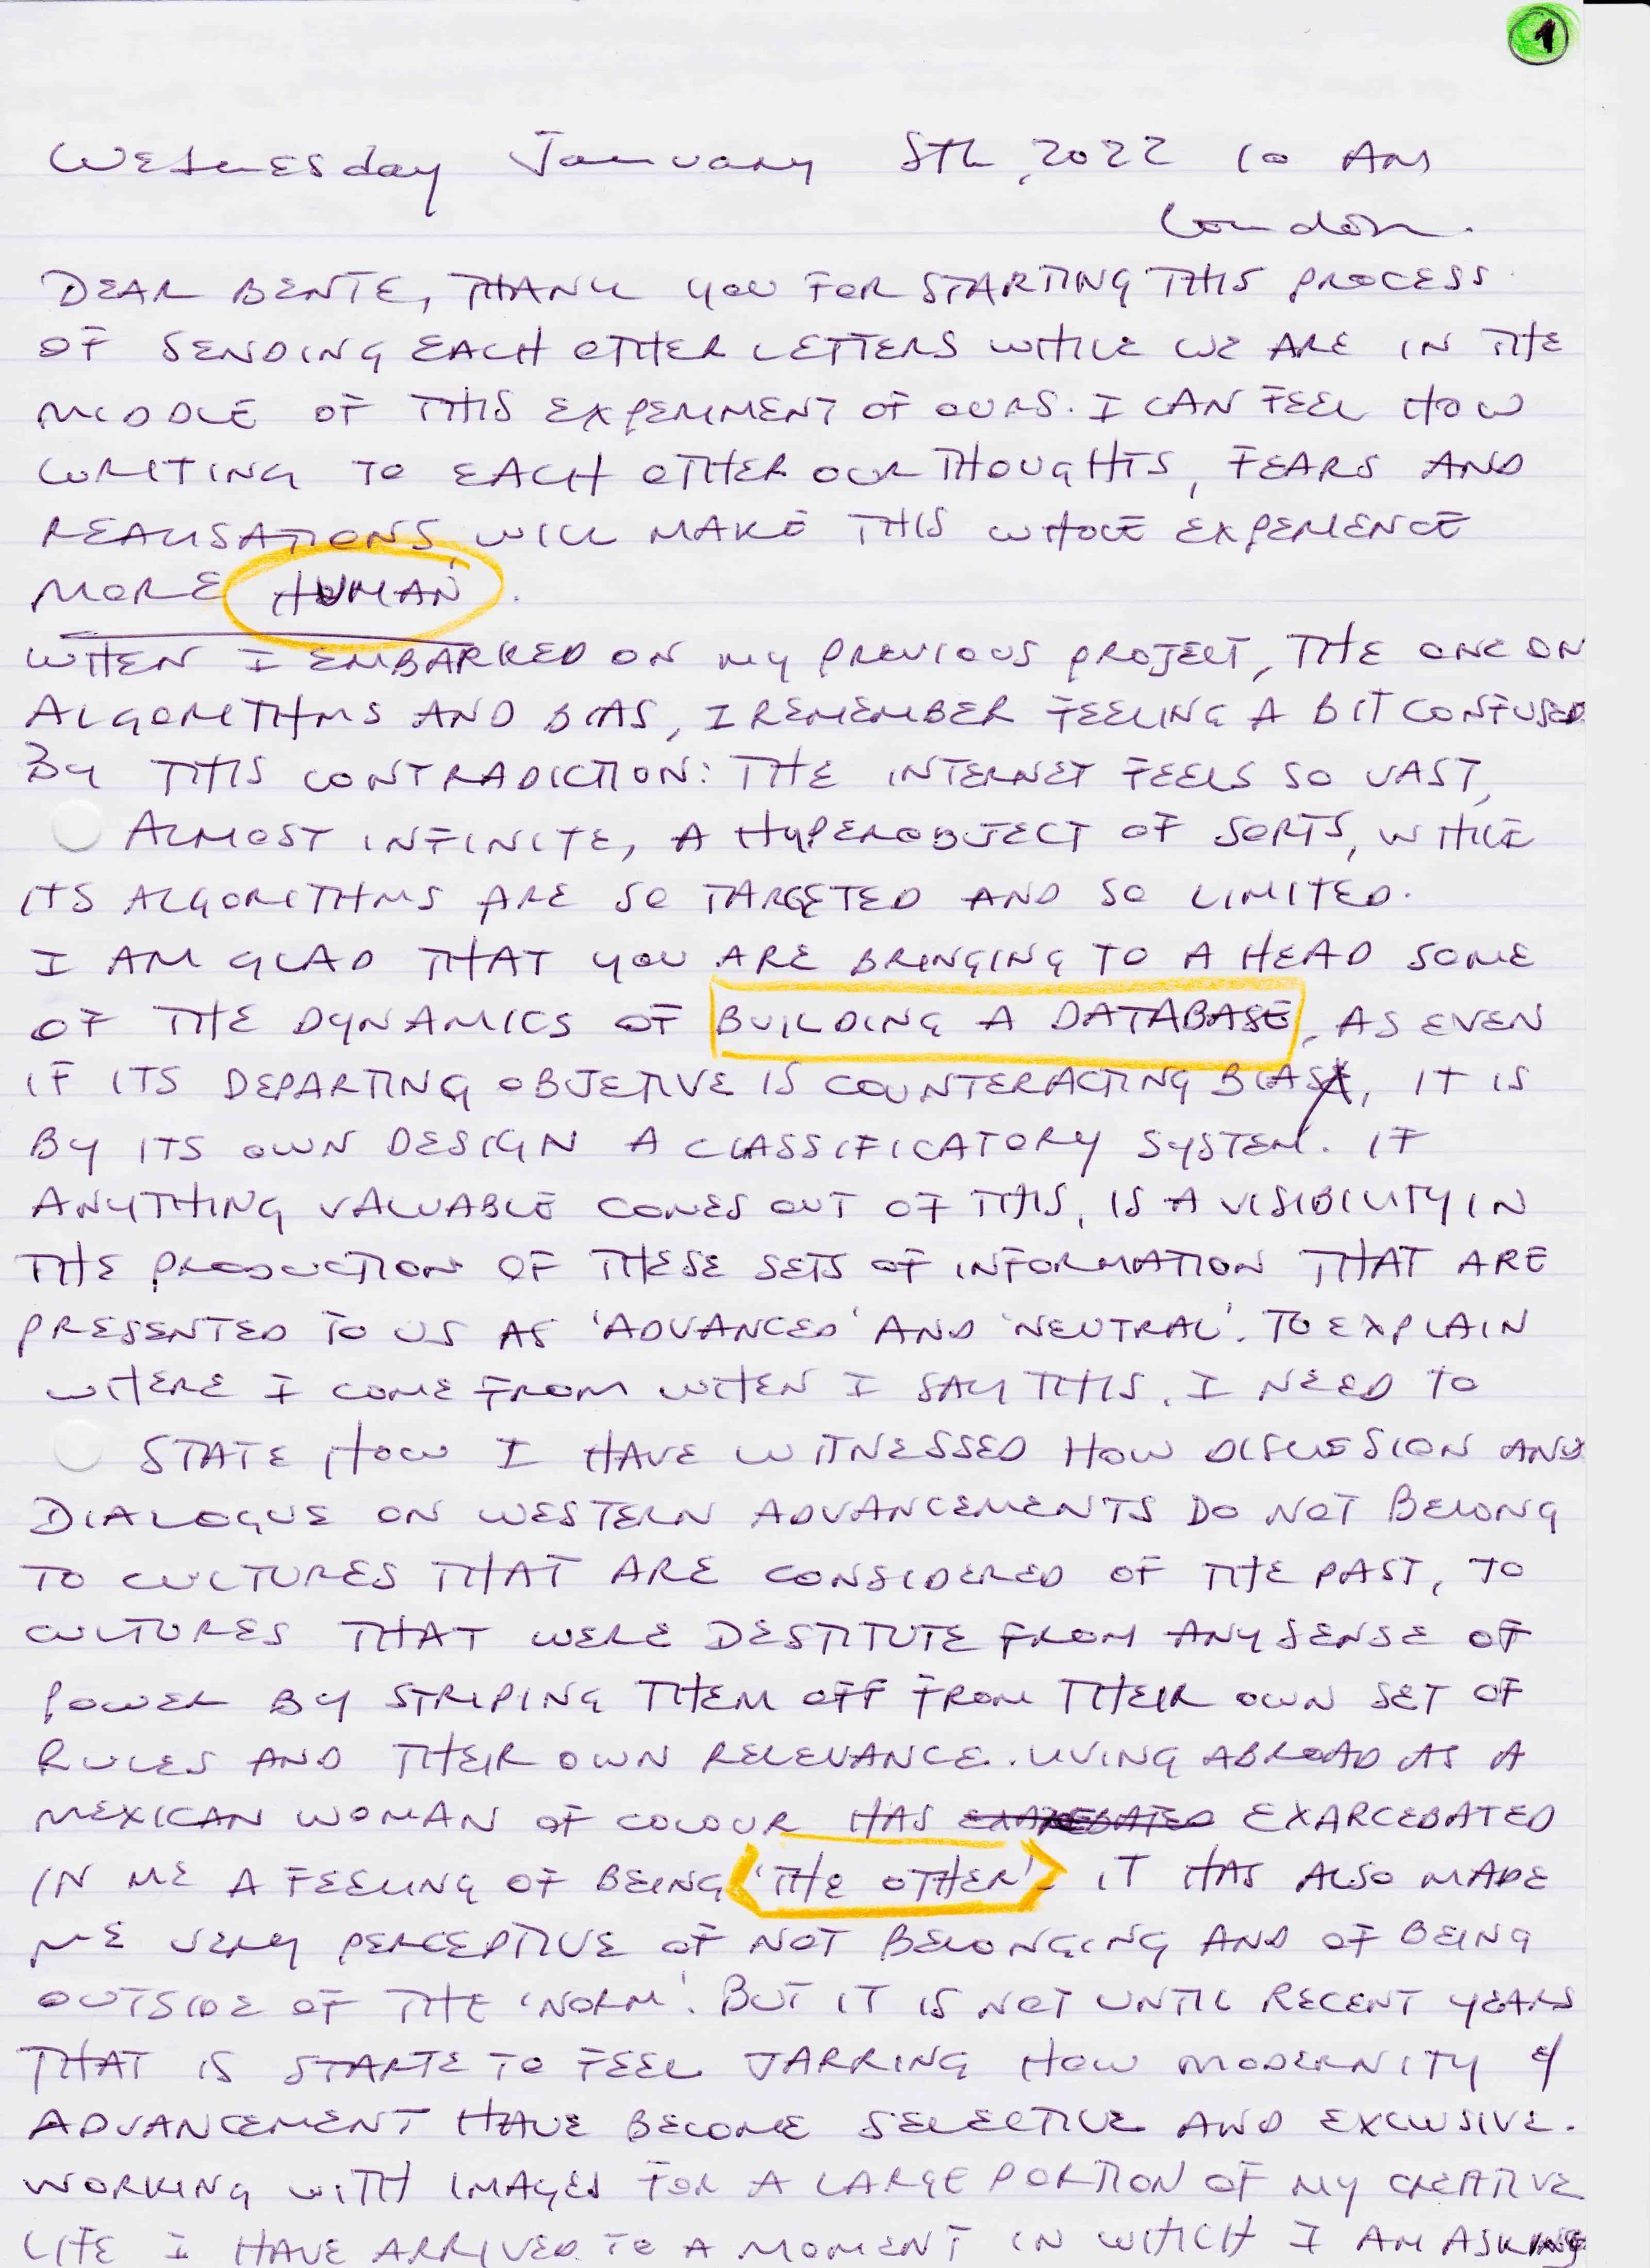 1
Wednesday January 5th, 2022 10 AM
London.
DEAR BENTE, THANK YOU FOR STARTING THIS PROCESS
OF SENDING EACH OTHER LETTERS WHILE WE ARE IN THE
MIDDLE OF THIS EXPERIMENT OF OURS. I CAN FEEL HOW
WRITING TO EACH OTHER OUR THOUGHTS, FEARS AND
REALISATIONS, WILL MAKE THIS WHOLE EXPERIENCE
MORE HUMAN.
WHEN I EMBARKED ON MY PREVIOUS PROJECT, THE ONE ON
ALGORITHMS AND BIAS, I REMEMBER FEELING A BIT CONFUSED
BY THIS CONTRADICTION: THE INTERNET FEELS SO VAST,
ALMOST INFINITE, A HYPEROBJECT OF SORTS, WHILE
ITS ALGORITHMS ARE SO TARGETED AND SO LIMITED.
I AM GLAD THAT YOU ARE BRINGING TO A HEAD SOME
OF THE DYNAMICS OF BUILDING A DATABASE, AS EVEN
IF ITS DEPARTING OBJETIVE IS COUNTERACTING BIAS, IT IS
BY ITS OWN DESIGN A CLASSIFICATORY SYSTEM. IF
ANYTHING VALUABLE COMES OUT OF THIS, IS A VISIBILITY IN
THE PRODUCTION OF THESE SETS OF INFORMATION THAT ARE
PRESENTED TO US AS 'ADVANCED' AND 'NEUTRAL'. TO EXPLAIN
WHERE I COME FROM WHEN I SAY THIS, I NEED TO
STATE HOW I HAVE WITNESSED HOW DISCUSSION AND
DIALOGUE ON WESTERN ADVANCEMENTS DO NOT BELONG
TO CULTURES THAT ARE CONSIDERED OF THE PAST, TO
CULTURES THAT WERE DESTITUTE FROM ANY SENSE OF
POWER BY STRIPING THEM OFF FROM THEIR OWN SET OF
RULES AND THEIR OWN RELEVANCE. LIVING ABROAD AS A
MEXICAN WOMAN OF COLOUR HAS EXARCEBATED
IN ME A FEELING OF BEING 'THE OTHER'. IT HAS ALSO MADE
ME VERY PERCEPTIVE OF NOT BELONGING AND OF BEING
OUTSIDE OF THE 'NORM'. BUT IT IS NOT UNTIL RECENT YEARS
THAT IS STARTE TO FEEL JARRING HOW MODERNITY &
ADVANCEMENT HAVE BECOME SELECTIVE AND EXCLUSIVE.
WORKING WITH IMAGES FOR A LARGE PORTION OF MY CREATIVE
LIFE I HAVE ARRIVED TO A MOMENT IN WHICH I AM ASKING